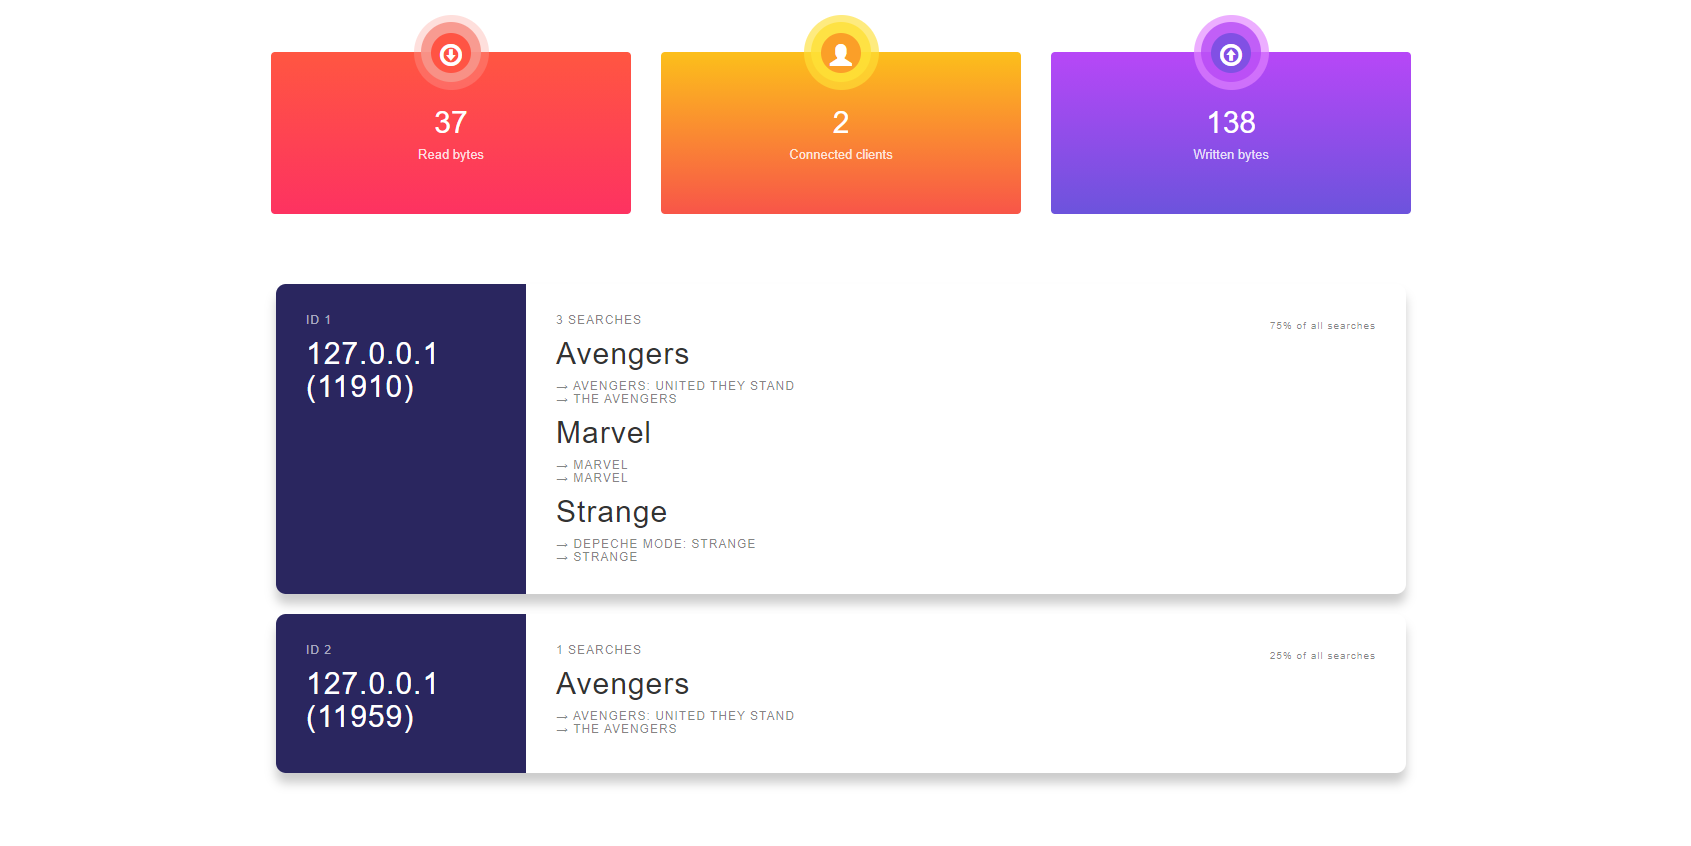 37
Read bytes
2
Connected clients
138
Written bytes
ID 1
127.0.0.1
(11910)
3 SEARCHES
75% of all searches
Avengers
→ AVENGERS: UNITED THEY STAND
→ THE AVENGERS
Marvel
→ MARVEL
→ MARVEL
Strange
→ DEPECHE MODE: STRANGE
→ STRANGE
ID 2
127.0.0.1
(11959)
1 SEARCHES
25% of all searches
Avengers
→ AVENGERS: UNITED THEY STAND
→ THE AVENGERS